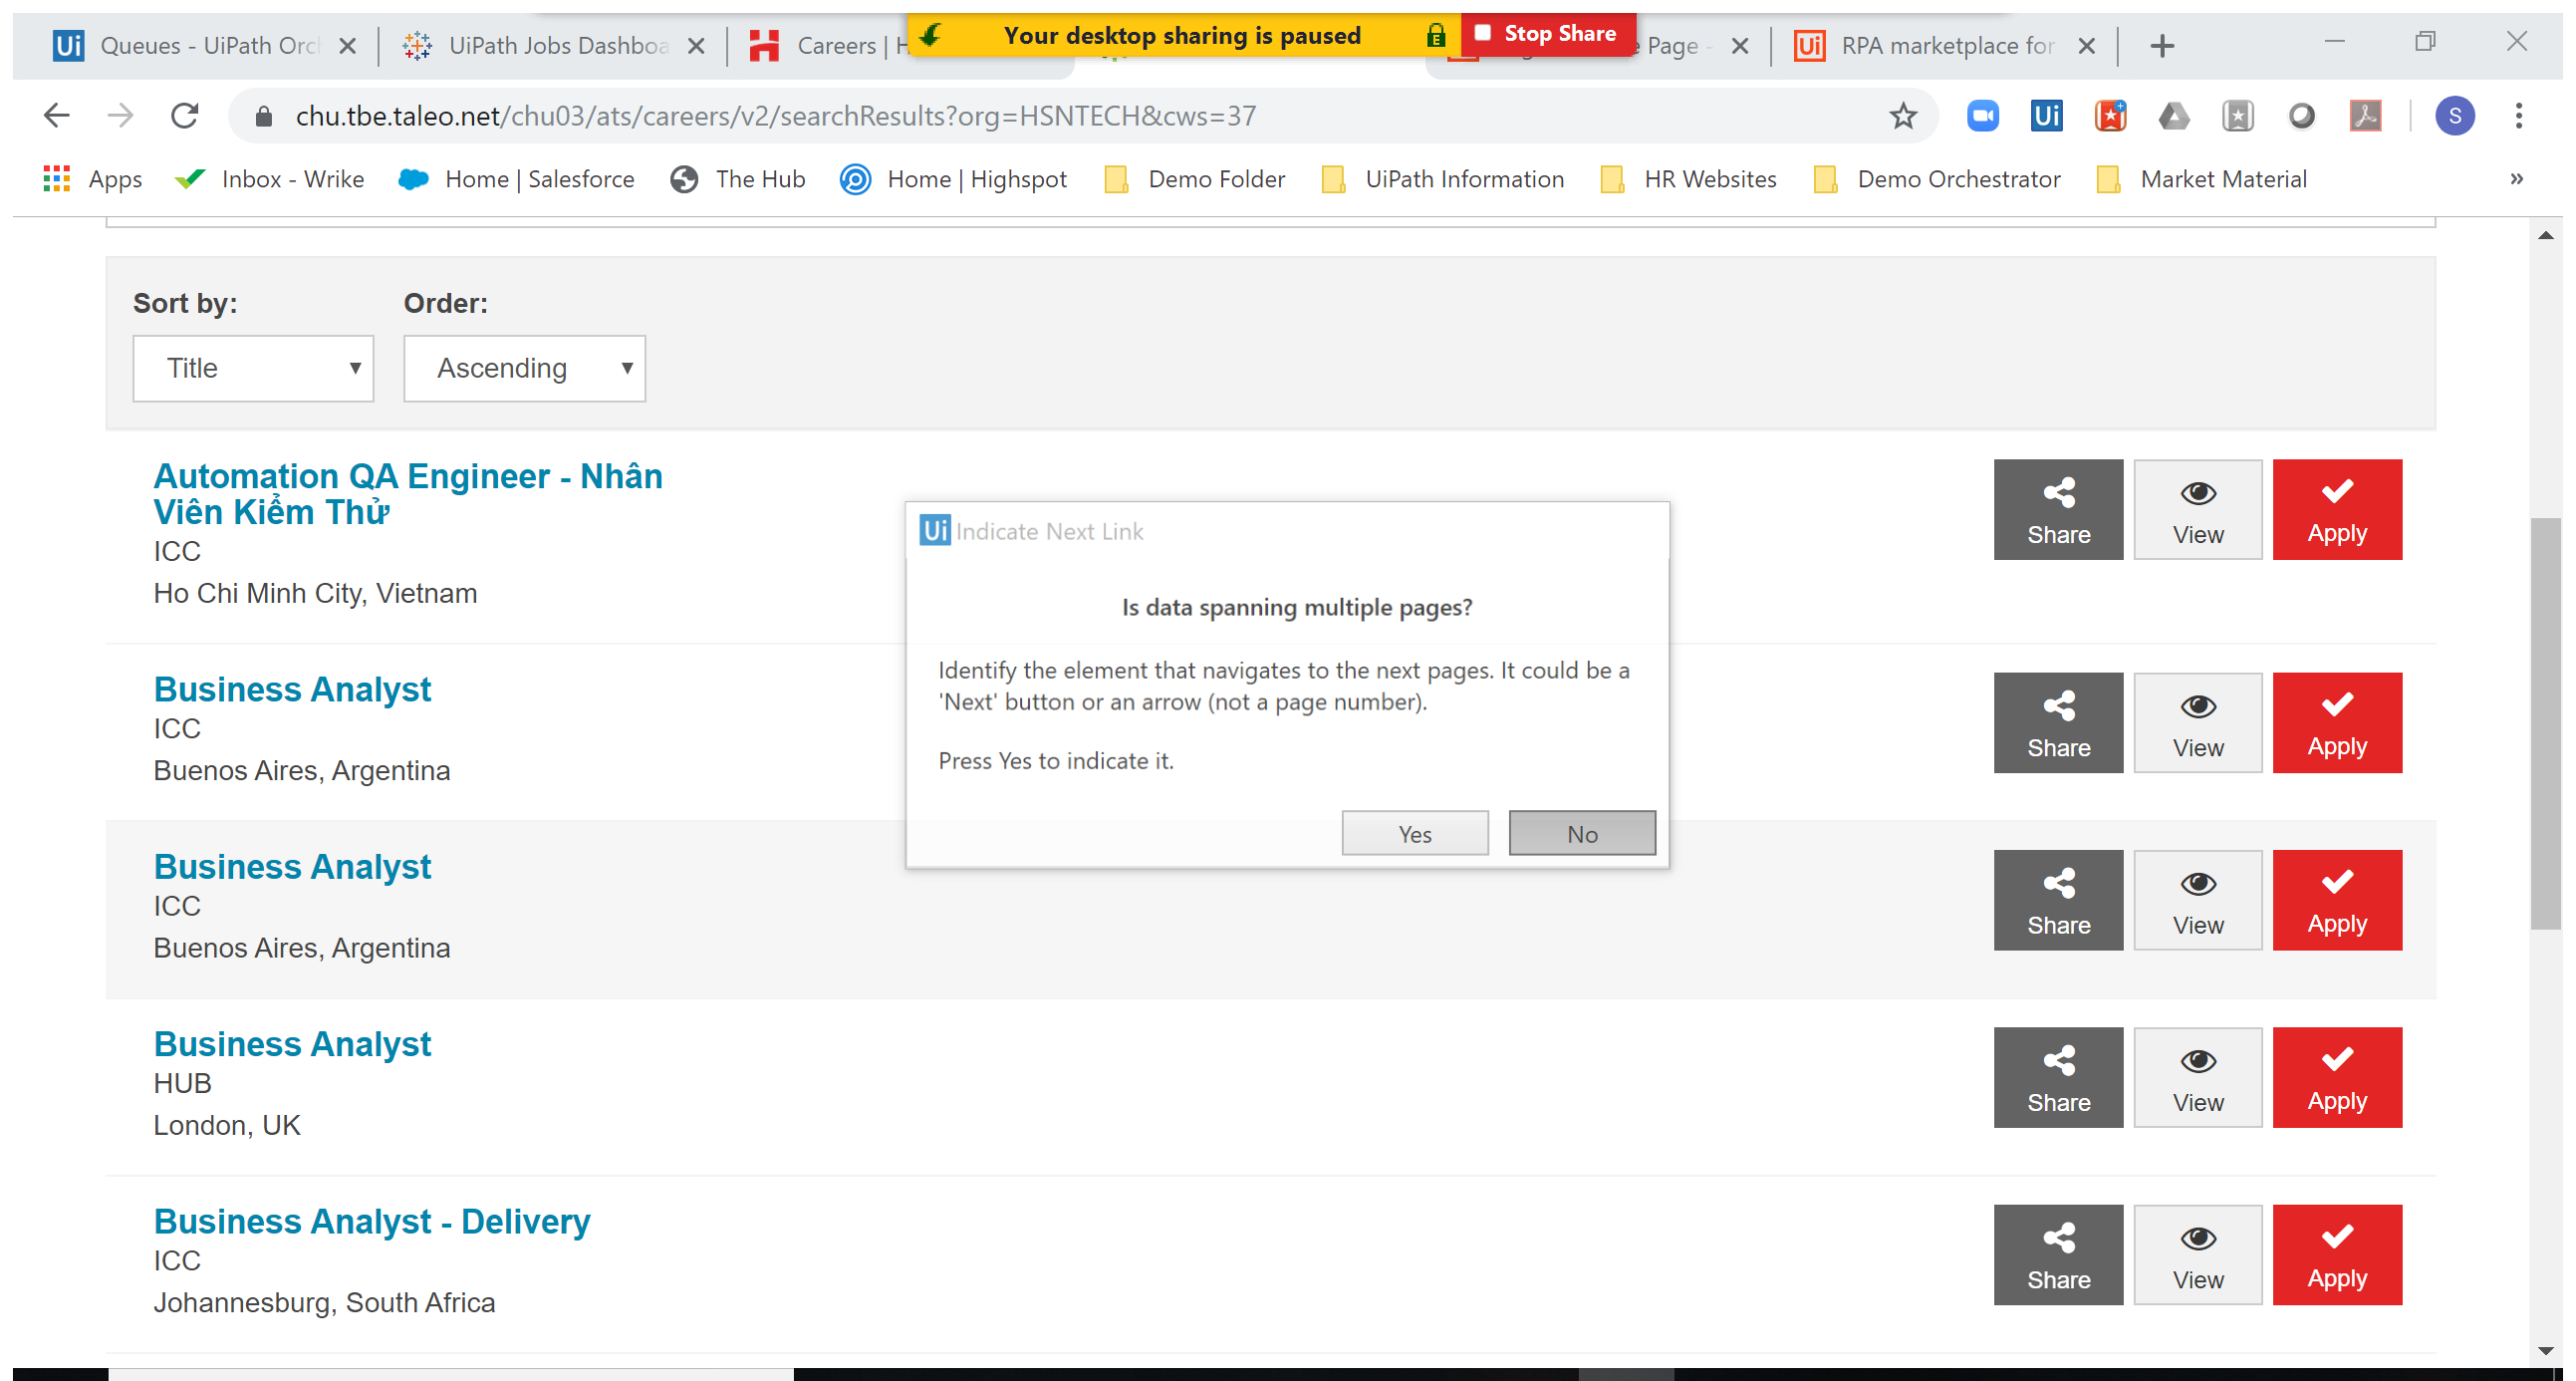 Queues - UiPath Orc
UiPath Jobs Dashboa
Careers | H
Your desktop sharing is paused
Stop Share
e Page -
RPA marketplace for
chu.tbe.taleo.net/chu03/ats/careers/v2/searchResults?org=HSNTECH&cws=37
S
Apps
Inbox - Wrike
Home | Salesforce
The Hub
Home | Highspot
Demo Folder
UiPath Information
HR Websites
Demo Orchestrator
Market Material
»
Sort by:
Order:
Title
Ascending
Automation QA Engineer - Nhân
Viên Kiểm Thử
ICC
Ho Chi Minh City, Vietnam
Share
View
Apply
Ui Indicate Next Link
Is data spanning multiple pages?
Identify the element that navigates to the next pages. It could be a
'Next' button or an arrow (not a page number).
Press Yes to indicate it.
Yes
No
Business Analyst
ICC
Buenos Aires, Argentina
Share
View
Apply
Business Analyst
ICC
Buenos Aires, Argentina
Share
View
Apply
Business Analyst
HUB
London, UK
Share
View
Apply
Business Analyst - Delivery
ICC
Johannesburg, South Africa
Share
View
Apply